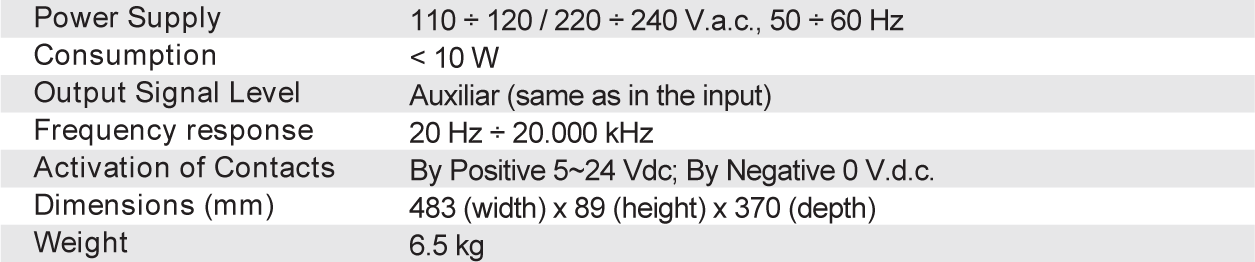 Power Supply 110 ÷ 120 / 220 ÷ 240 V.a.c., 50 ÷ 60 Hz
Consumption < 10 W
Output Signal Level Auxiliar (same as in the input)
Frequency response 20 Hz ÷ 20.000 kHz
Activation of Contacts By Positive 5~24 Vdc; By Negative 0 V.d.c.
Dimensions (mm) 483 (width) x 89 (height) x 370 (depth)
Weight 6.5 kg